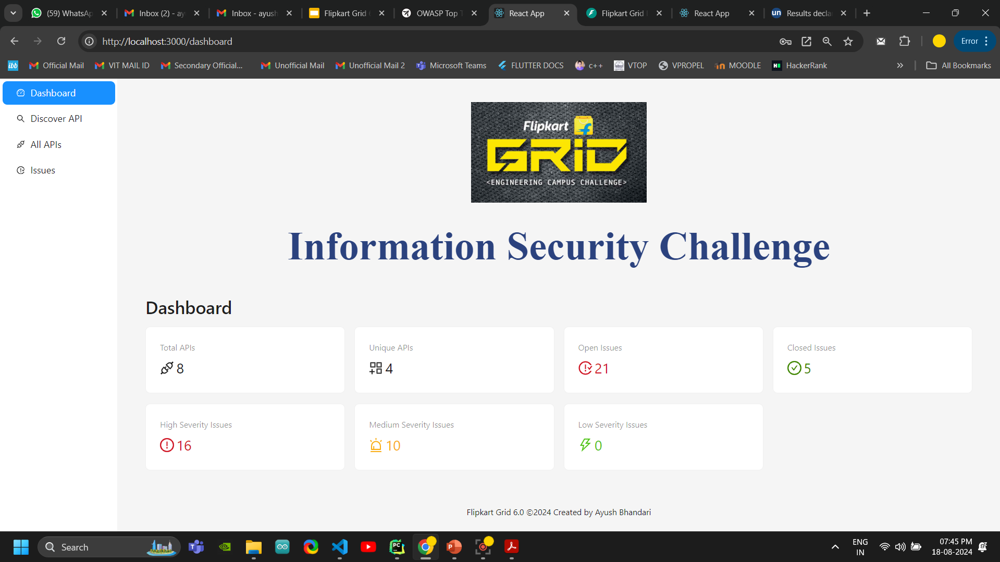 (59) WhatsAp
Inbox (2) - ay
Inbox - ayush
Flipkart Grid 6
OWASP Top T
React App
Flipkart Grid
React App
Results decla
http://localhost:3000/dashboard
Error
ibb
Official Mail
VIT MAIL ID
Secondary Official...
Unofficial Mail
Unofficial Mail 2
Microsoft Teams
FLUTTER DOCS
c++
VTOP
VPROPEL
MOODLE
HackerRank
All Bookmarks
Dashboard
Discover API
All APIs
Issues
Flipkart
GRiD
<ENGINEERING CAMPUS CHALLENGE>
Information Security Challenge
Dashboard
Total APIs
8
Unique APIs
4
Open Issues
21
Closed Issues
5
High Severity Issues
16
Medium Severity Issues
10
Low Severity Issues
0
Flipkart Grid 6.0 ©2024 Created by Ayush Bhandari
Search
ENG
IN
07:45 PM
18-08-2024